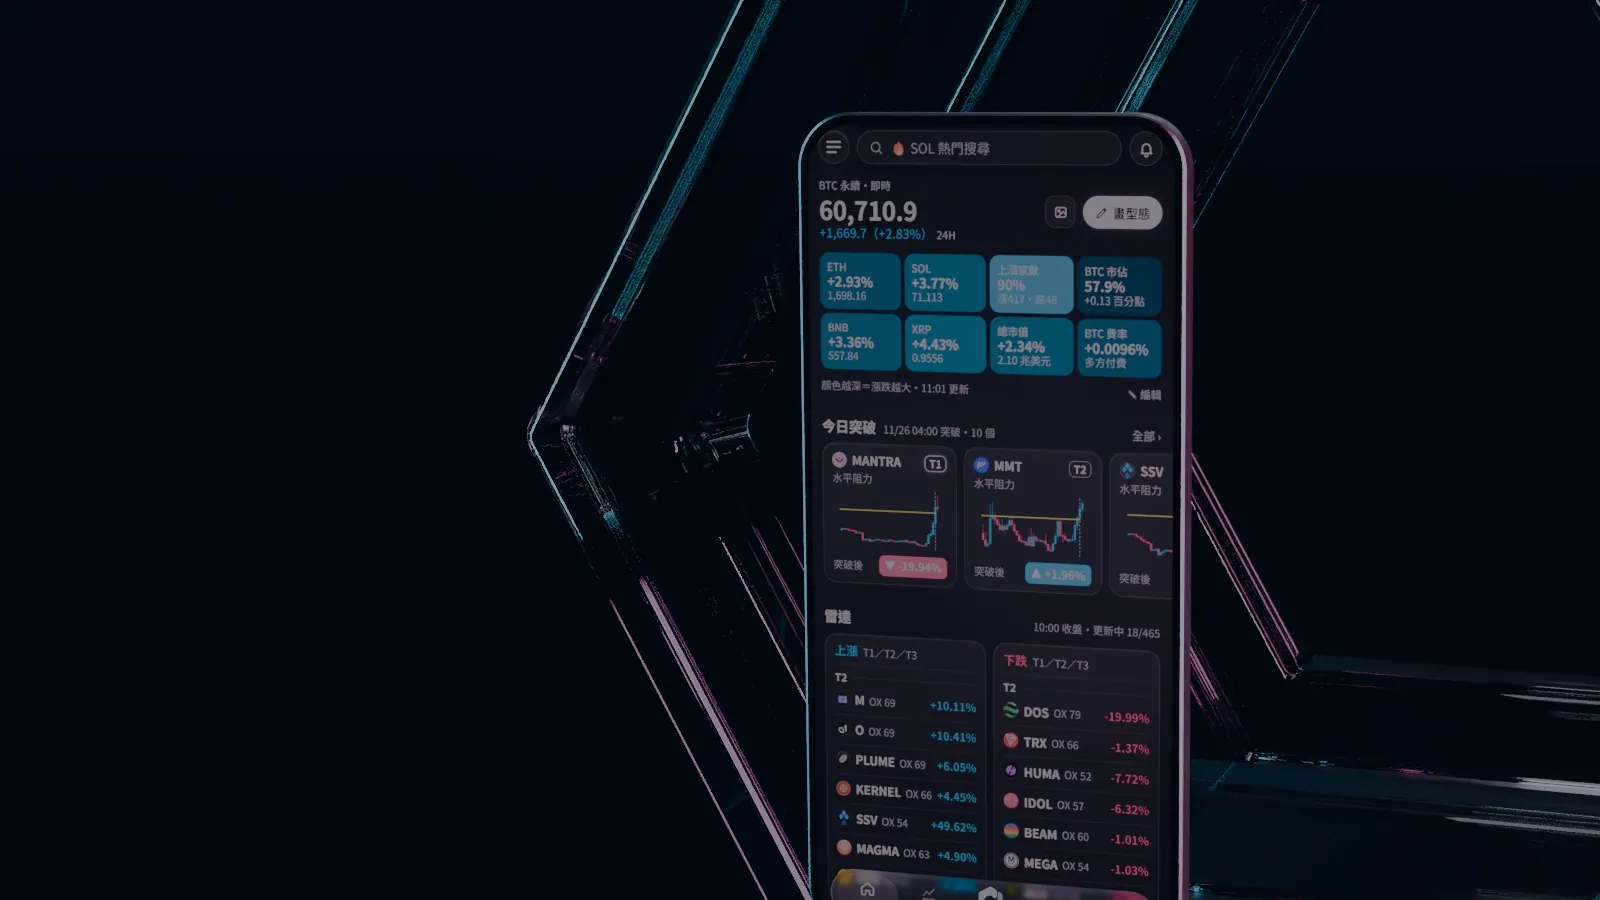 SOL 熱門搜尋
BTC 永續・即時
60,710.9
+1,669.7 (+2.83%) 24H
畫型態
ETH
+2.93%
1,698.16
SOL
+3.77%
71.113
上漲家數
90%
漲417・跌48
BTC 市佔
57.9%
+0.13 百分點
BNB
+3.36%
557.84
XRP
+4.43%
0.9556
總市值
+2.34%
2.10 兆美元
BTC 費率
+0.0096%
多方付費
顏色越深=漲跌越大・11:01 更新
編輯
今日突破 11/26 04:00 突破・10 個
全部 ›
MANTRA T1
水平阻力
突破後 ▼ -19.94%
MMT T2
水平阻力
突破後 ▲ +1.96%
SSV
水平阻力
突破後
雷達
10:00 收盤・更新中 18/465
上漲 T1/T2/T3
T2
M OX 69 +10.11%
O OX 69 +10.41%
PLUME OX 69 +6.05%
KERNEL OX 66 +4.45%
SSV OX 54 +49.62%
MAGMA OX 63 +4.90%
下跌 T1/T2/T3
T2
DOS OX 79 -19.99%
TRX OX 66 -1.37%
HUMA OX 52 -7.72%
IDOL OX 57 -6.32%
BEAM OX 60 -1.01%
MEGA OX 54 -1.03%